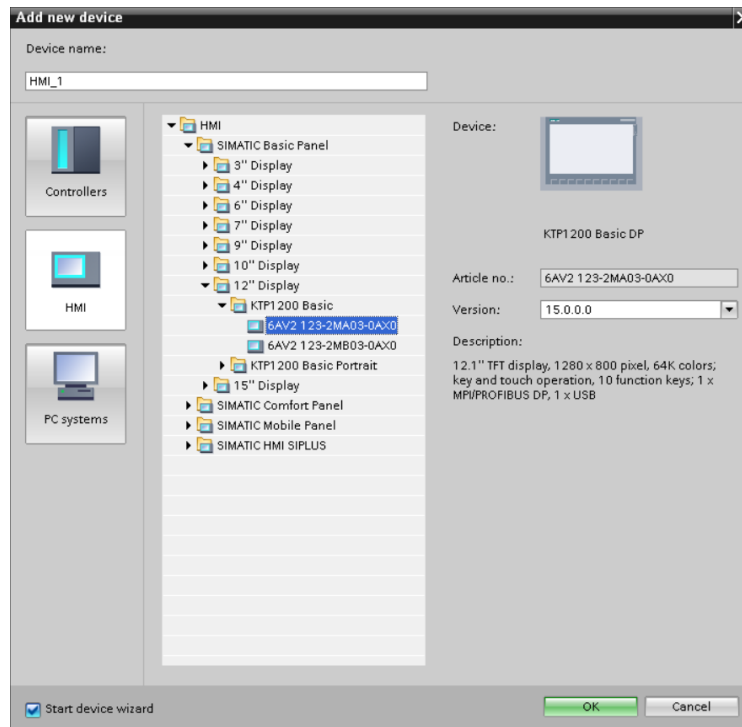 Add new device
Device name:
HMI_1
Controllers
HMI
PC systems
HMI
SIMATIC Basic Panel
3" Display
4" Display
6" Display
7" Display
9" Display
10" Display
12" Display
KTP1200 Basic
6AV2 123-2MA03-0AX0
6AV2 123-2MB03-0AX0
KTP1200 Basic Portrait
15" Display
SIMATIC Comfort Panel
SIMATIC Mobile Panel
SIMATIC HMI SIPLUS
Device:
KTP1200 Basic DP
Article no.: 6AV2 123-2MA03-0AX0
Version: 15.0.0.0
Description:
12.1" TFT display, 1280 x 800 pixel, 64K colors;
key and touch operation, 10 function keys; 1 x
MPI/PROFIBUS DP, 1 x USB
Start device wizard
OK
Cancel